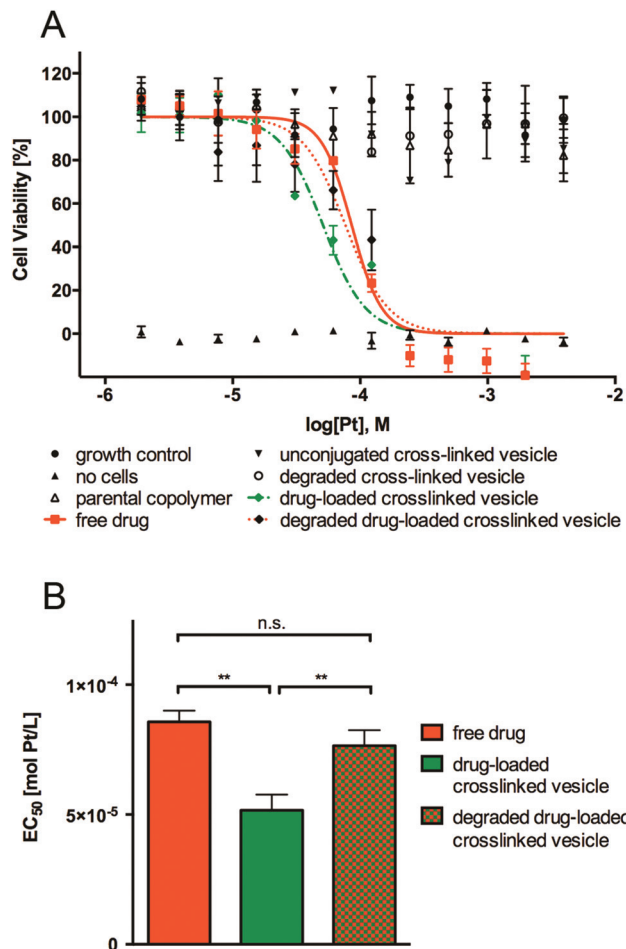 A
Cell Viability [%]
120
100
80
60
40
20
0
-6
-5
-4
-3
-2
log[Pt], M
growth control
no cells
parental copolymer
free drug
unconjugated cross-linked vesicle
degraded cross-linked vesicle
drug-loaded crosslinked vesicle
degraded drug-loaded crosslinked vesicle
B
EC50 [mol Pt/L]
n.s.
**
**
1×10⁻⁴
5×10⁻⁵
0
free drug
drug-loaded
crosslinked vesicle
degraded drug-loaded
crosslinked vesicle